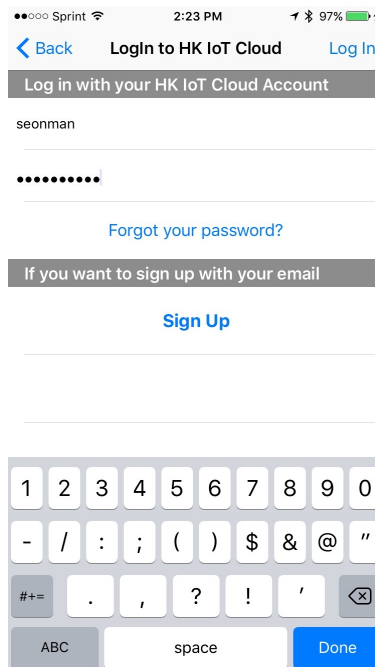 ●●○○○ Sprint 2:23 PM 97%
Back LogIn to HK IoT Cloud Log In
Log in with your HK IoT Cloud Account
seonman
●●●●●●●●●●
Forgot your password?
If you want to sign up with your email
Sign Up
1 2 3 4 5 6 7 8 9 0
- / : ; ( ) $ & @ "
#+= . , ? ! '
ABC space Done